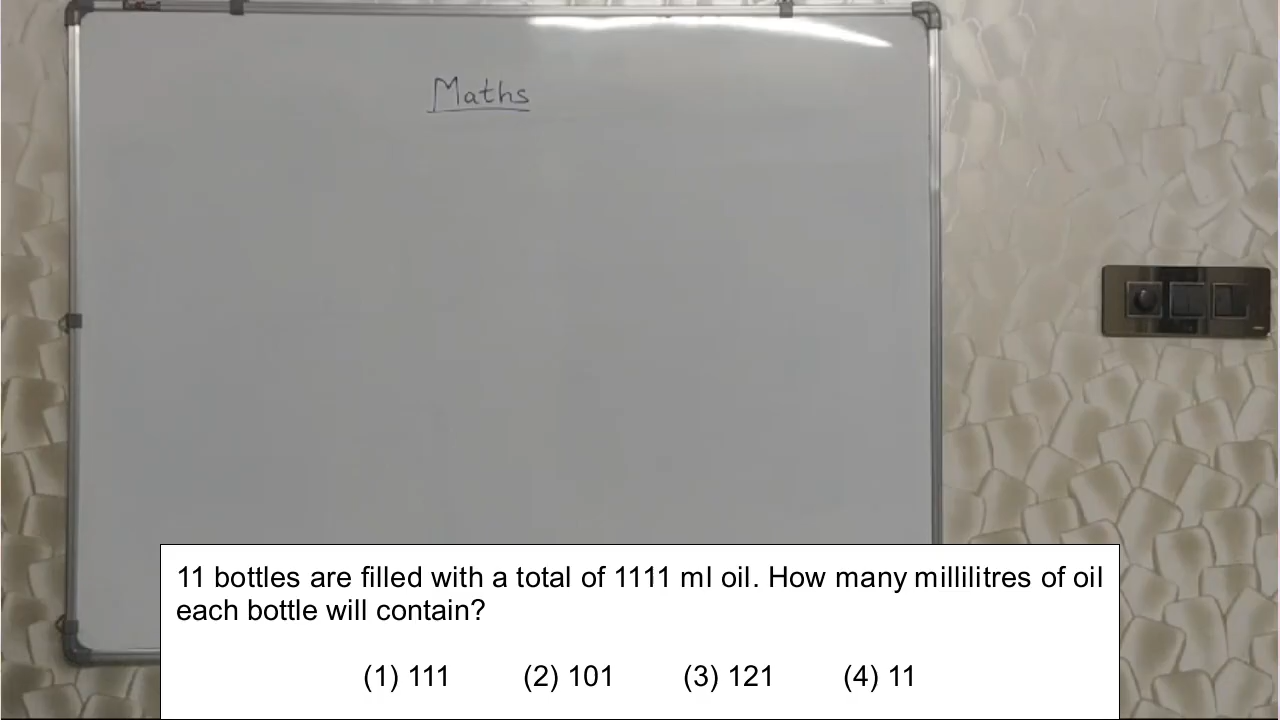 Maths
11 bottles are filled with a total of 1111 ml oil. How many millilitres of oil
each bottle will contain?
(1) 111 (2) 101 (3) 121 (4) 11